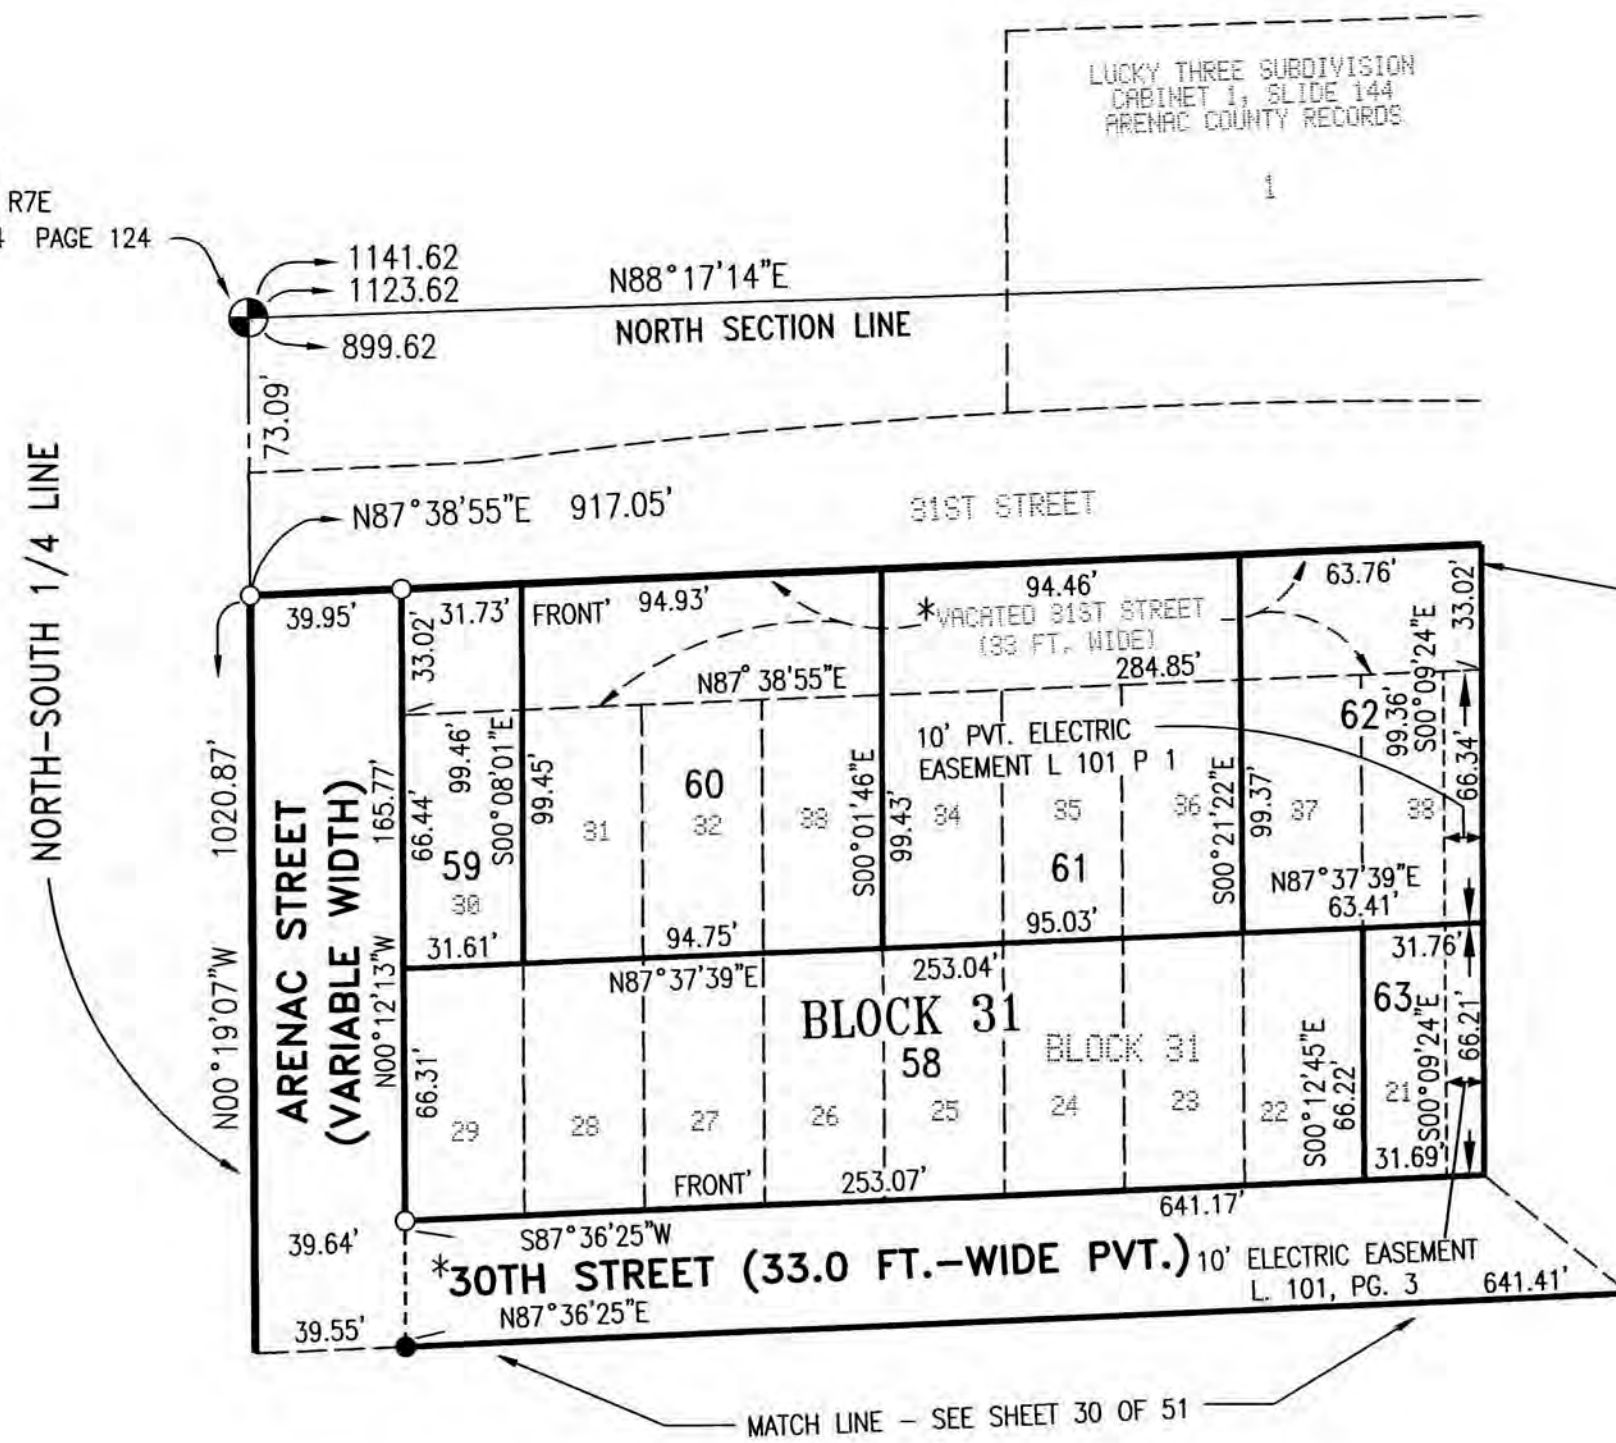 LUCKY THREE SUBDIVISION
CABINET 1, SLIDE 144
ARENAC COUNTY RECORDS
1
R7E
PAGE 124
1141.62
1123.62
899.62
N88°17'14"E
NORTH SECTION LINE
73.09'
NORTH-SOUTH 1/4 LINE
N87°38'55"E 917.05'
31ST STREET
39.95'
31.73'
FRONT' 94.93'
94.46'
63.76'
33.02'
33.02'
*VACATED 31ST STREET
(33 FT. WIDE)
N87°38'55"E
284.85'
S00°09'24"E
99.36'
62
10' PVT. ELECTRIC
EASEMENT L 101 P 1
66.34'
1020.87'
N00°19'07"W
ARENAC STREET
(VARIABLE WIDTH)
165.77'
N00°12'13"W
66.44'
99.46'
S00°08'01"E
99.45'
59
30
31.61'
60
31
32
33
94.75'
S00°01'46"E
99.43'
34
35
36
61
95.03'
S00°21'22"E
99.37'
37
38
N87°37'39"E
63.41'
N87°37'39"E
253.04'
BLOCK 31
58
BLOCK 31
31.76'
63
S00°09'24"E
66.21'
66.31'
29
28
27
26
25
24
23
22
S00°12'45"E
66.22'
21
31.69'
FRONT' 253.07'
641.17'
39.64'
S87°36'25"W
*30TH STREET (33.0 FT.-WIDE PVT.)
10' ELECTRIC EASEMENT
L. 101, PG. 3
641.41'
39.55'
N87°36'25"E
MATCH LINE - SEE SHEET 30 OF 51